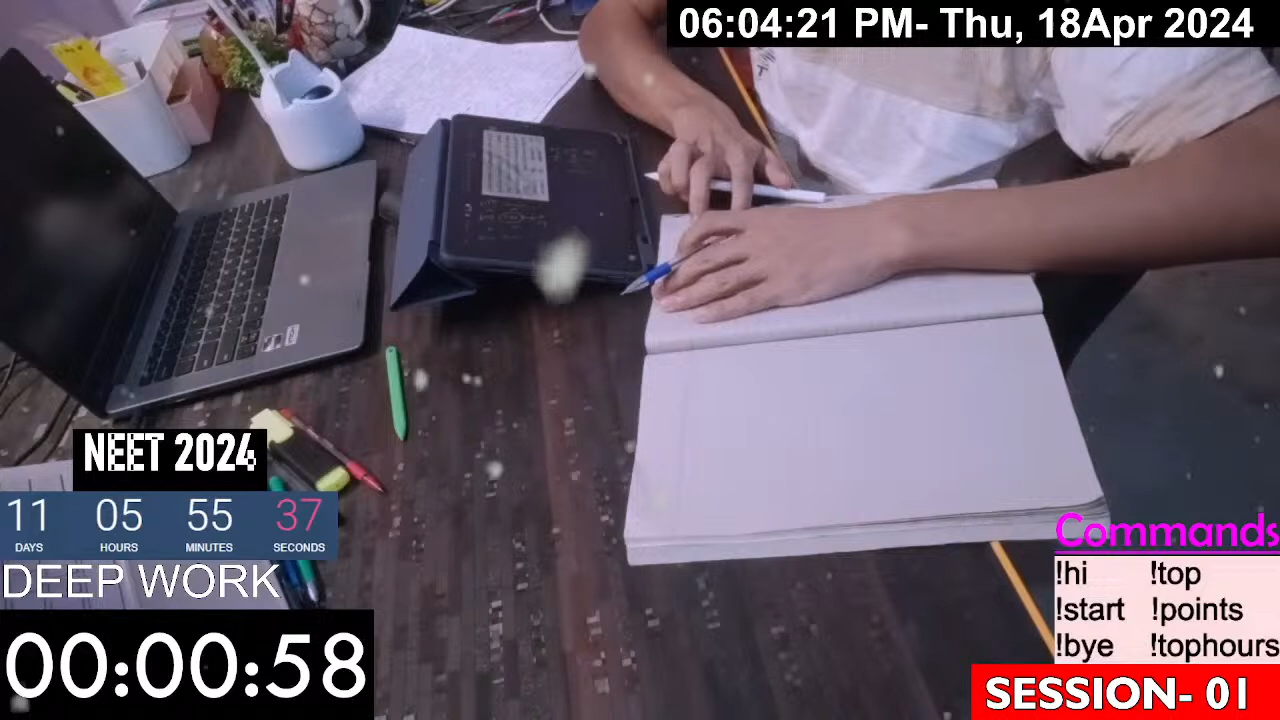 06:04:21 PM- Thu, 18Apr 2024
NEET 2024
11 05 55 37
DAYS HOURS MINUTES SECONDS
DEEP WORK
00:00:58
Commands
!hi !top
!start !points
!bye !tophours
SESSION- 01